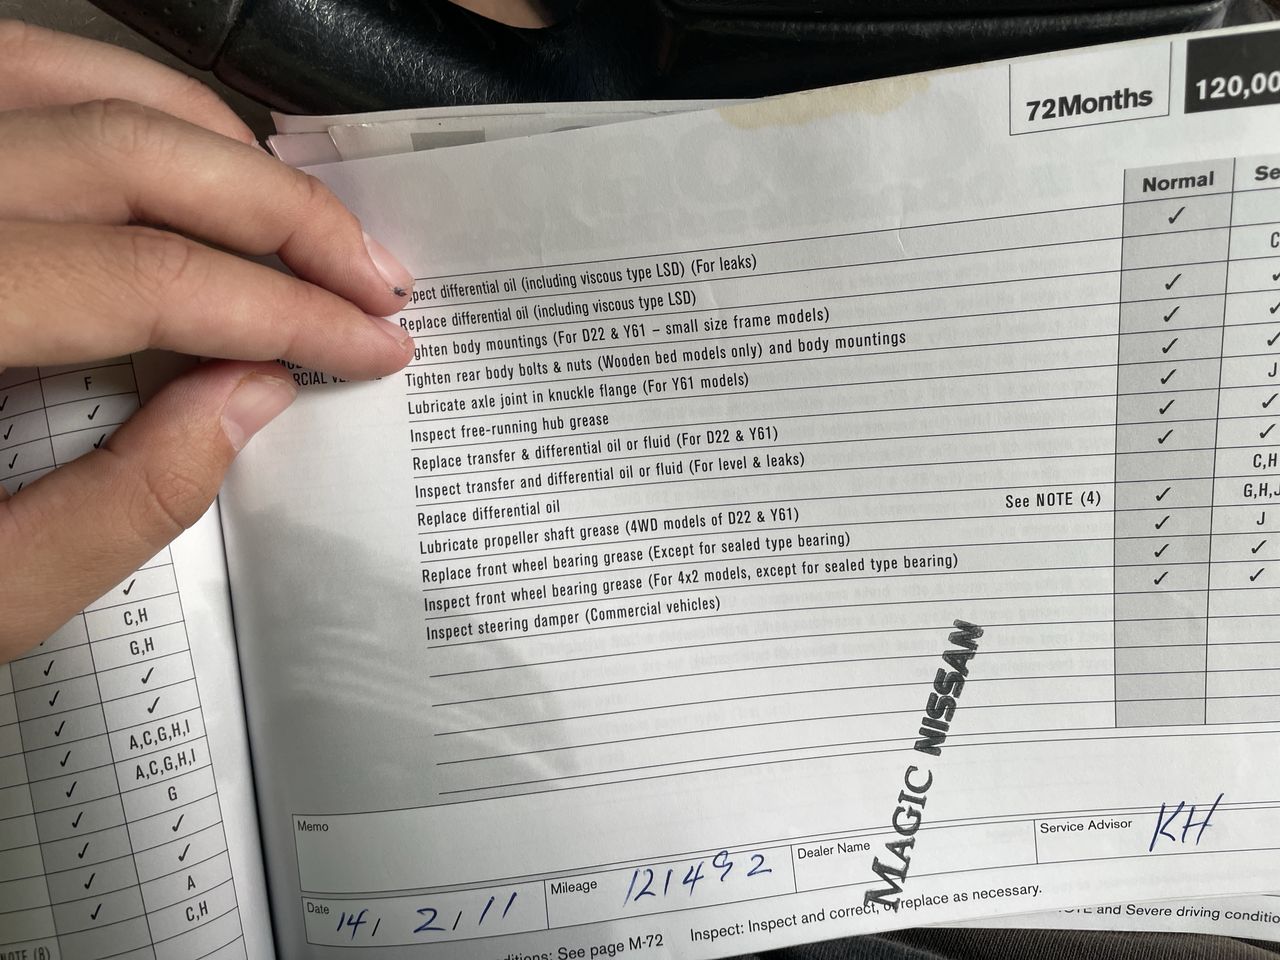 72Months
120,00
Normal
Se
pect differential oil (including viscous type LSD) (For leaks) ✓
Replace differential oil (including viscous type LSD) C
ghten body mountings (For D22 & Y61 – small size frame models) ✓
Tighten rear body bolts & nuts (Wooden bed models only) and body mountings ✓ ✓
Lubricate axle joint in knuckle flange (For Y61 models) ✓ ✓
Inspect free-running hub grease ✓ J
Replace transfer & differential oil or fluid (For D22 & Y61) ✓ ✓
Inspect transfer and differential oil or fluid (For level & leaks) ✓ ✓
Replace differential oil C,H
Lubricate propeller shaft grease (4WD models of D22 & Y61) See NOTE (4) ✓ G,H,J
Replace front wheel bearing grease (Except for sealed type bearing) ✓ J
Inspect front wheel bearing grease (For 4x2 models, except for sealed type bearing) ✓ ✓
Inspect steering damper (Commercial vehicles) ✓ ✓
Memo
Date 14/ 2/11
Mileage 121492
Dealer Name MAGIC NISSAN
Service Advisor KH
ditions: See page M-72
Inspect: Inspect and correct, or replace as necessary.
and Severe driving conditio
F
✓
✓
✓
C,H
G,H
✓
✓
A,C,G,H,I
A,C,G,H,I
G
✓
✓
A
C,H
NOTE (8)